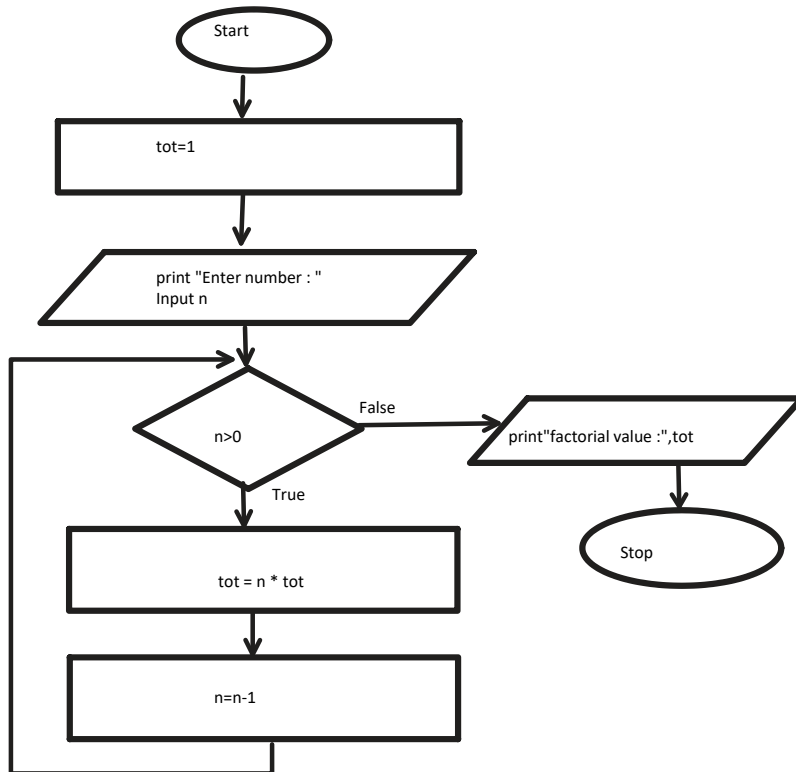 Start
tot=1
print "Enter number : "
Input n
n>0
False
print"factorial value :",tot
True
Stop
tot = n * tot
n=n-1